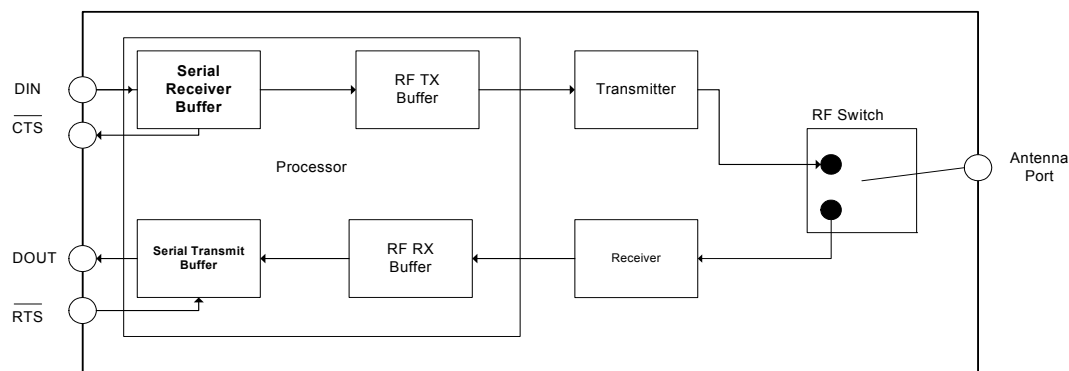 DIN
CTS
Serial
Receiver
Buffer
RF TX
Buffer
Transmitter
RF Switch
Antenna
Port
Processor
DOUT
RTS
Serial Transmit
Buffer
RF RX
Buffer
Receiver